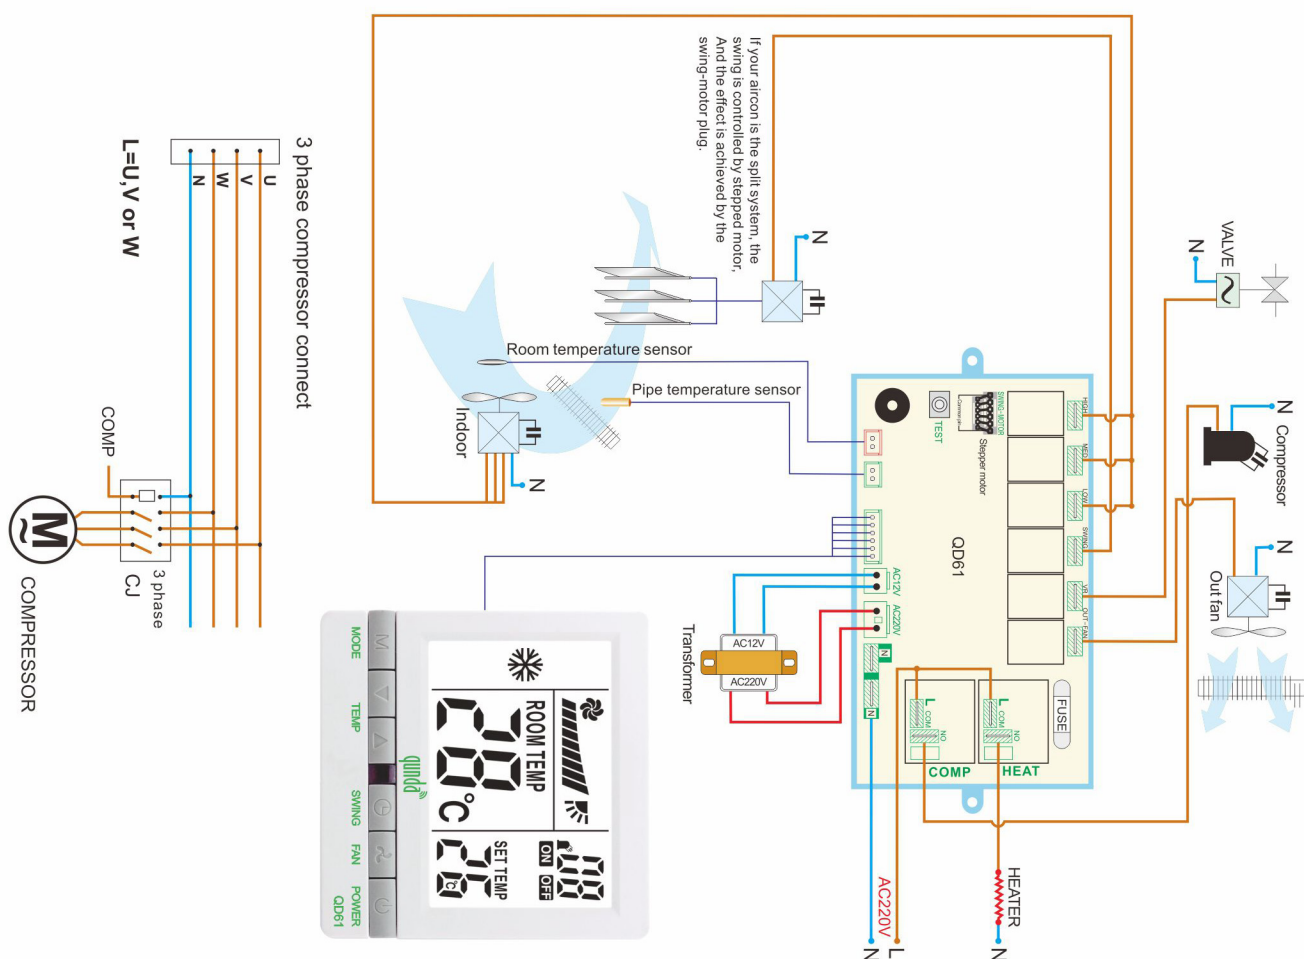 If your aircon is the split system, the
swing is controlled by stepped motor,
And the effect is achieved by the
swing-motor plug.
3 phase compressor connect
U
V
W
N
L=U,V or W
COMP
3 phase
CJ
M
COMPRESSOR
N
Room temperature sensor
Pipe temperature sensor
Indoor
N
VALVE
N
N
Compressor
N
Out fan
HIGH
MED
LOW
SWING
VR
OUT-FAN
SWING-MOTOR
Stepper motor
TEST
QD61
AC12V
AC220V
N
N
L
COM
NO
COMP
L
COM
NO
HEAT
FUSE
Transformer
AC12V
AC220V
HEATER
N
AC220V
L
N
ROOM TEMP
28°C
ON OFF
SET TEMP
26°C
qunda
M
MODE
TEMP
SWING
FAN
POWER
QD61